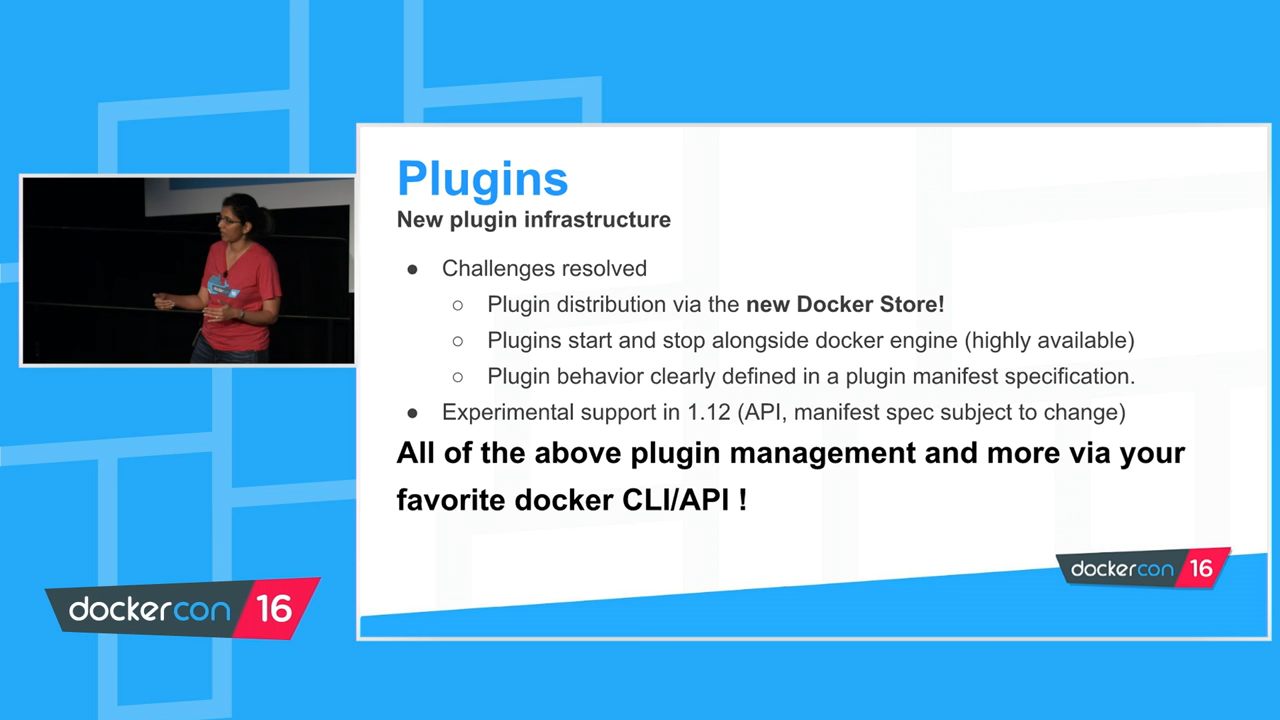 Plugins
New plugin infrastructure
● Challenges resolved
○ Plugin distribution via the new Docker Store!
○ Plugins start and stop alongside docker engine (highly available)
○ Plugin behavior clearly defined in a plugin manifest specification.
● Experimental support in 1.12 (API, manifest spec subject to change)
All of the above plugin management and more via your
favorite docker CLI/API !
dockercon 16
dockercon 16